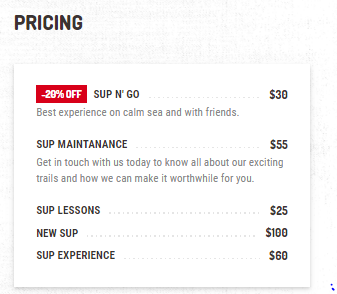 PRICING
-20% OFF SUP N' GO $30
Best experience on calm sea and with friends.
SUP MAINTANANCE $55
Get in touch with us today to know all about our exciting
trails and how we can make it worthwhile for you.
SUP LESSONS $25
NEW SUP $100
SUP EXPERIENCE $60